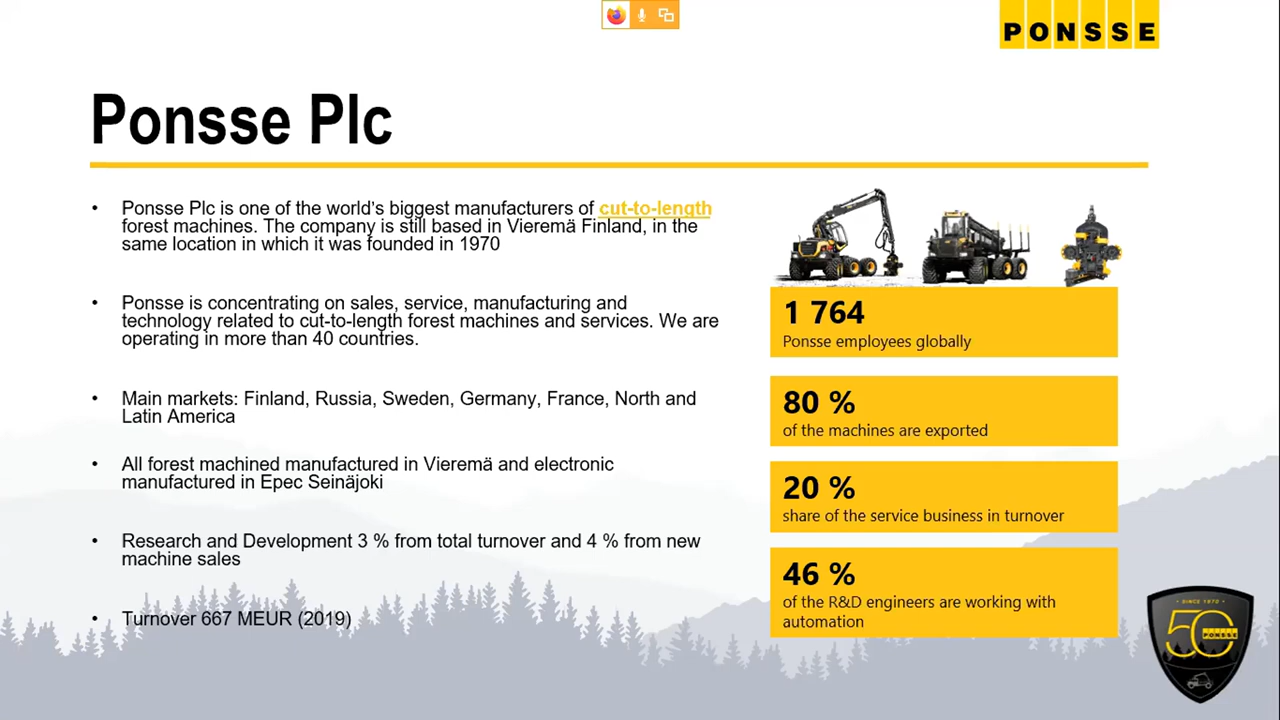 PONSSE
Ponsse Plc
• Ponsse Plc is one of the world's biggest manufacturers of cut-to-length
forest machines. The company is still based in Vieremä Finland, in the
same location in which it was founded in 1970
• Ponsse is concentrating on sales, service, manufacturing and
technology related to cut-to-length forest machines and services. We are
operating in more than 40 countries.
• Main markets: Finland, Russia, Sweden, Germany, France, North and
Latin America
• All forest machined manufactured in Vieremä and electronic
manufactured in Epec Seinäjoki
• Research and Development 3 % from total turnover and 4 % from new
machine sales
• Turnover 667 MEUR (2019)
1 764
Ponsse employees globally
80 %
of the machines are exported
20 %
share of the service business in turnover
46 %
of the R&D engineers are working with
automation
• SINCE 1970 •
50
PONSSE